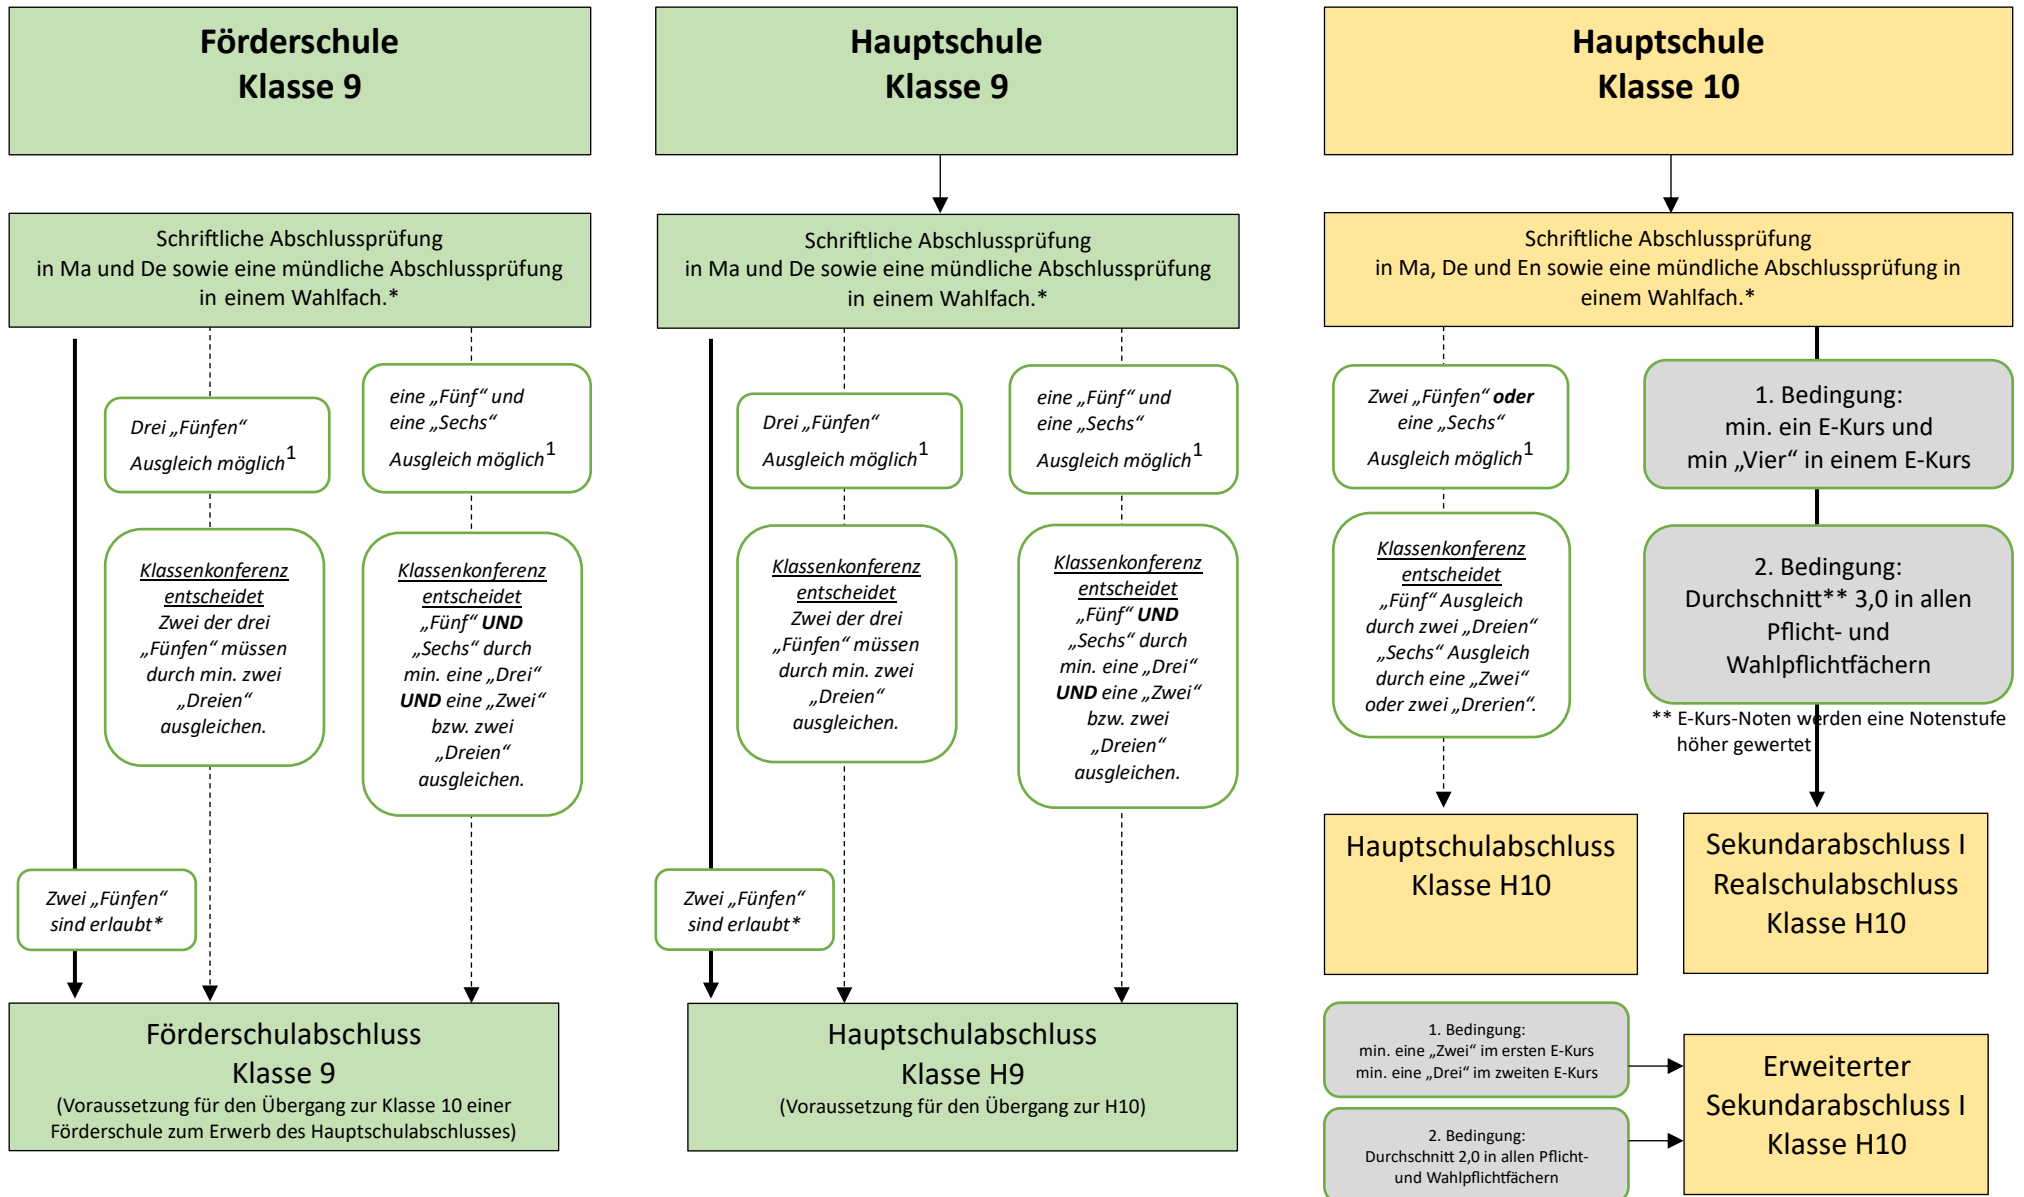 Förderschule
Klasse 9
Schriftliche Abschlussprüfung
in Ma und De sowie eine mündliche Abschlussprüfung
in einem Wahlfach.*
Drei „Fünfen“
Ausgleich möglich1
eine „Fünf“ und
eine „Sechs“
Ausgleich möglich1
Klassenkonferenz
entscheidet
Zwei der drei
„Fünfen“ müssen
durch min. zwei
„Dreien“
ausgleichen.
Klassenkonferenz
entscheidet
„Fünf“ UND
„Sechs“ durch
min. eine „Drei“
UND eine „Zwei“
bzw. zwei
„Dreien“
ausgleichen.
Zwei „Fünfen“
sind erlaubt*
Förderschulabschluss
Klasse 9
(Voraussetzung für den Übergang zur Klasse 10 einer
Förderschule zum Erwerb des Hauptschulabschlusses)
Hauptschule
Klasse 9
Schriftliche Abschlussprüfung
in Ma und De sowie eine mündliche Abschlussprüfung
in einem Wahlfach.*
Drei „Fünfen“
Ausgleich möglich1
eine „Fünf“ und
eine „Sechs“
Ausgleich möglich1
Klassenkonferenz
entscheidet
Zwei der drei
„Fünfen“ müssen
durch min. zwei
„Dreien“
ausgleichen.
Klassenkonferenz
entscheidet
„Fünf“ UND
„Sechs“ durch
min. eine „Drei“
UND eine „Zwei“
bzw. zwei
„Dreien“
ausgleichen.
Zwei „Fünfen“
sind erlaubt*
Hauptschulabschluss
Klasse H9
(Voraussetzung für den Übergang zur H10)
Hauptschule
Klasse 10
Schriftliche Abschlussprüfung
in Ma, De und En sowie eine mündliche Abschlussprüfung in
einem Wahlfach.*
Zwei „Fünfen“ oder
eine „Sechs“
Ausgleich möglich1
Klassenkonferenz
entscheidet
„Fünf“ Ausgleich
durch zwei „Dreien“
„Sechs“ Ausgleich
durch eine „Zwei“
oder zwei „Drerien“.
Hauptschulabschluss
Klasse H10
1. Bedingung:
min. ein E-Kurs und
min „Vier“ in einem E-Kurs
2. Bedingung:
Durchschnitt** 3,0 in allen
Pflicht- und
Wahlpflichtfächern
** E-Kurs-Noten werden eine Notenstufe
höher gewertet
Sekundarabschluss I
Realschulabschluss
Klasse H10
1. Bedingung:
min. eine „Zwei“ im ersten E-Kurs
min. eine „Drei“ im zweiten E-Kurs
2. Bedingung:
Durchschnitt 2,0 in allen Pflicht-
und Wahlpflichtfächern
Erweiterter
Sekundarabschluss I
Klasse H10